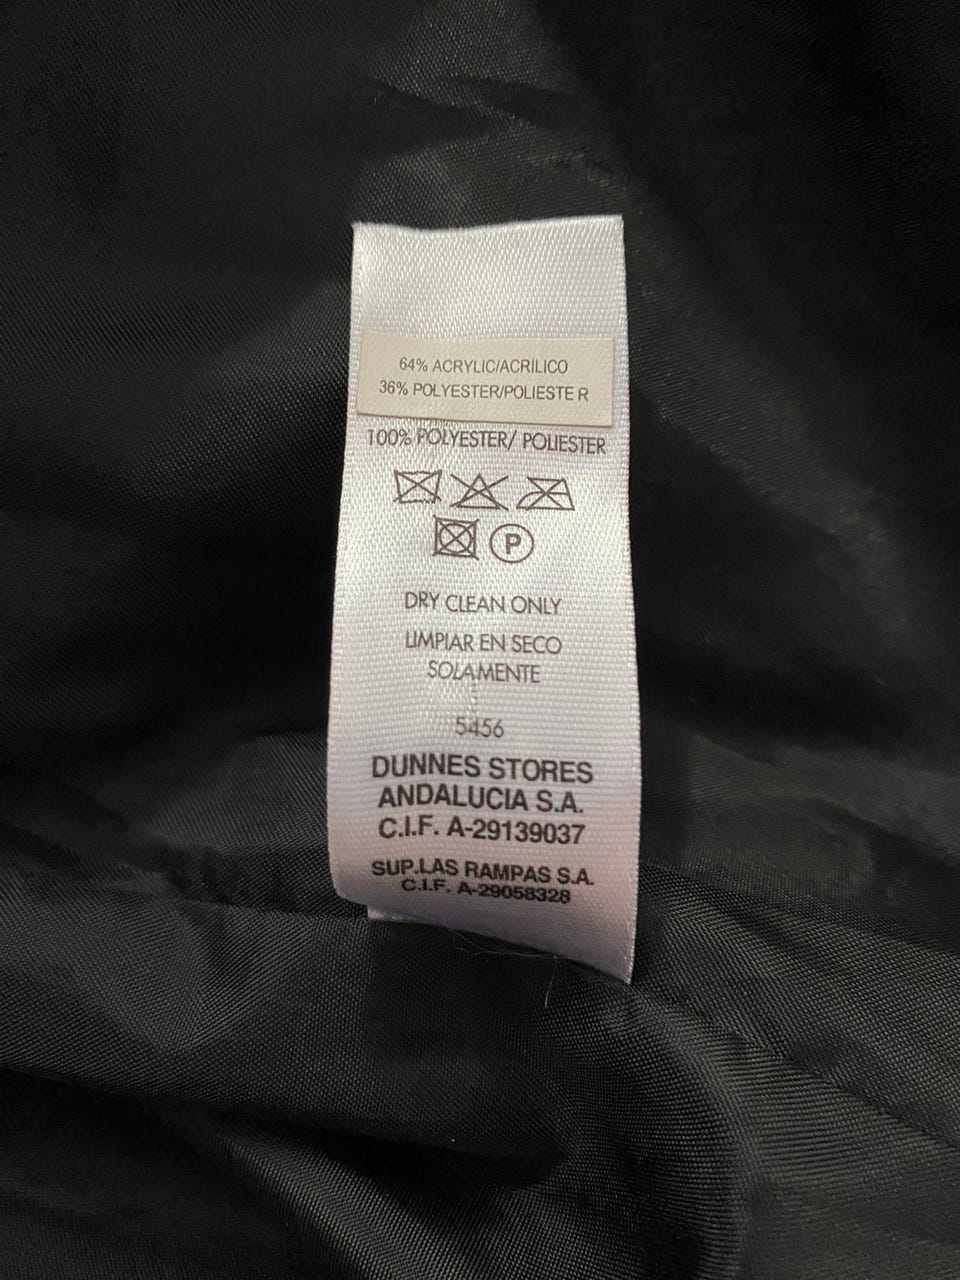 64% ACRYLIC/ACRÍLICO
36% POLYESTER/POLIESTE R
100% POLYESTER/ POLIESTER
P
DRY CLEAN ONLY
LIMPIAR EN SECO
SOLAMENTE
5456
DUNNES STORES
ANDALUCIA S.A.
C.I.F. A-29139037
SUP.LAS RAMPAS S.A.
C.I.F. A-29058328